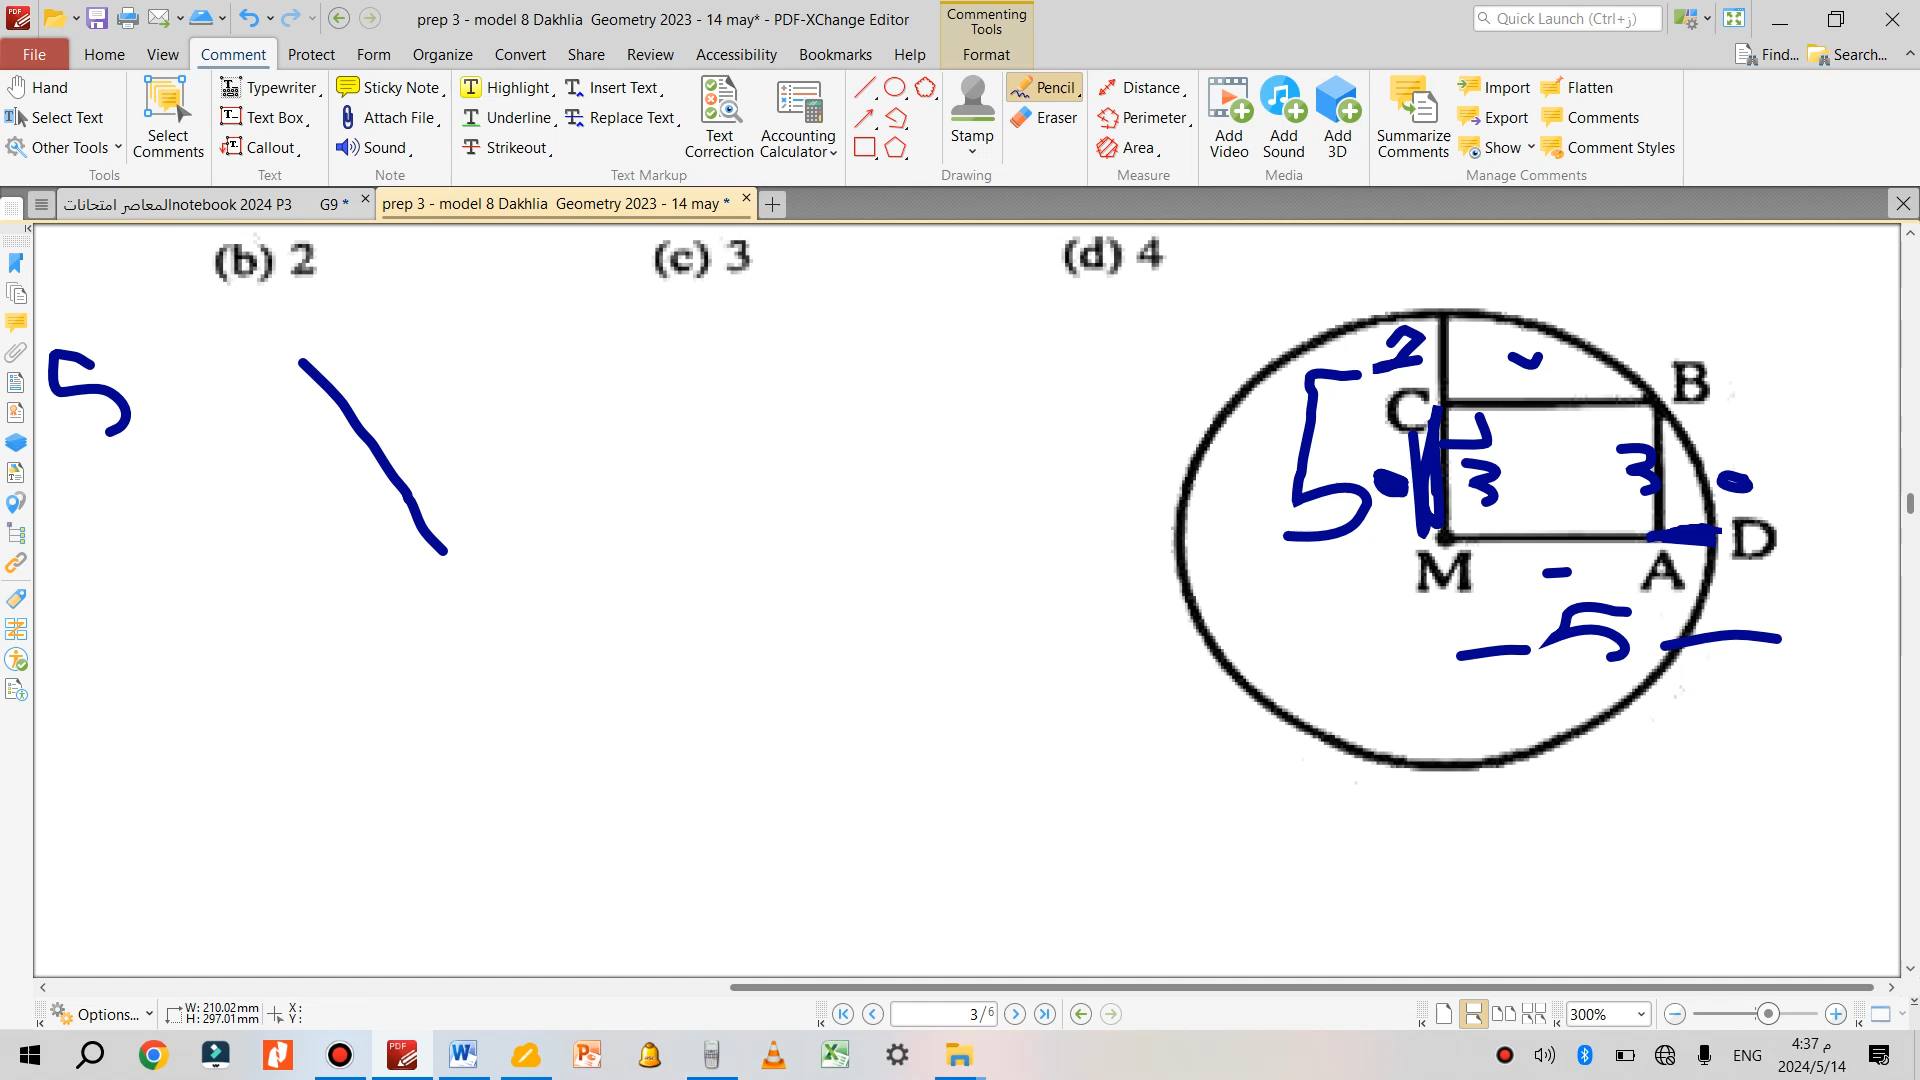 prep 3 - model 8 Dakhlia Geometry 2023 - 14 may* - PDF-XChange Editor
Commenting Tools
Quick Launch (Ctrl+ز)
File Home View Comment Protect Form Organize Convert Share Review Accessibility Bookmarks Help Format
Find... Search...
Hand
Select Text
Other Tools
Tools
Select Comments
Typewriter
Text Box
Callout
Text
Sticky Note
Attach File
Sound
Note
Highlight
Underline
Strikeout
Insert Text
Replace Text
Text Correction
Accounting Calculator
Text Markup
Stamp
Pencil
Eraser
Drawing
Distance
Perimeter
Area
Measure
Add Video
Add Sound
Add 3D
Media
Summarize Comments
Import
Export
Show
Flatten
Comments
Comment Styles
Manage Comments
المعاصر امتحانات notebook 2024 P3 G9 *
prep 3 - model 8 Dakhlia Geometry 2023 - 14 may *
(b) 2 (c) 3 (d) 4
5
2
C B
5 3 3
M A D
5
Options...
W: 210.02mm
H: 297.01mm
X:
Y:
3/6
300%
ENG
4:37 م
2024/5/14